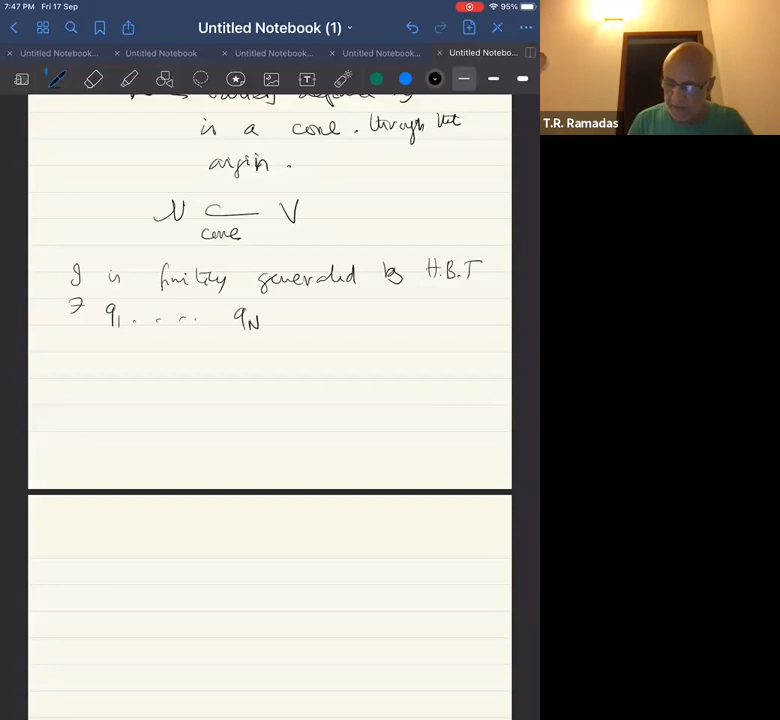 7:47 PM Fri 17 Sep
95%
Untitled Notebook (1)
Untitled Notebook...
Untitled Notebook
Untitled Notebook...
Untitled Notebook...
Untitled Notebo...
T.R. Ramadas
is a cone. through the
origin.
N ⊂ V
cone
I is finitely generated by H.B.T
∃ q1 . . . . qN